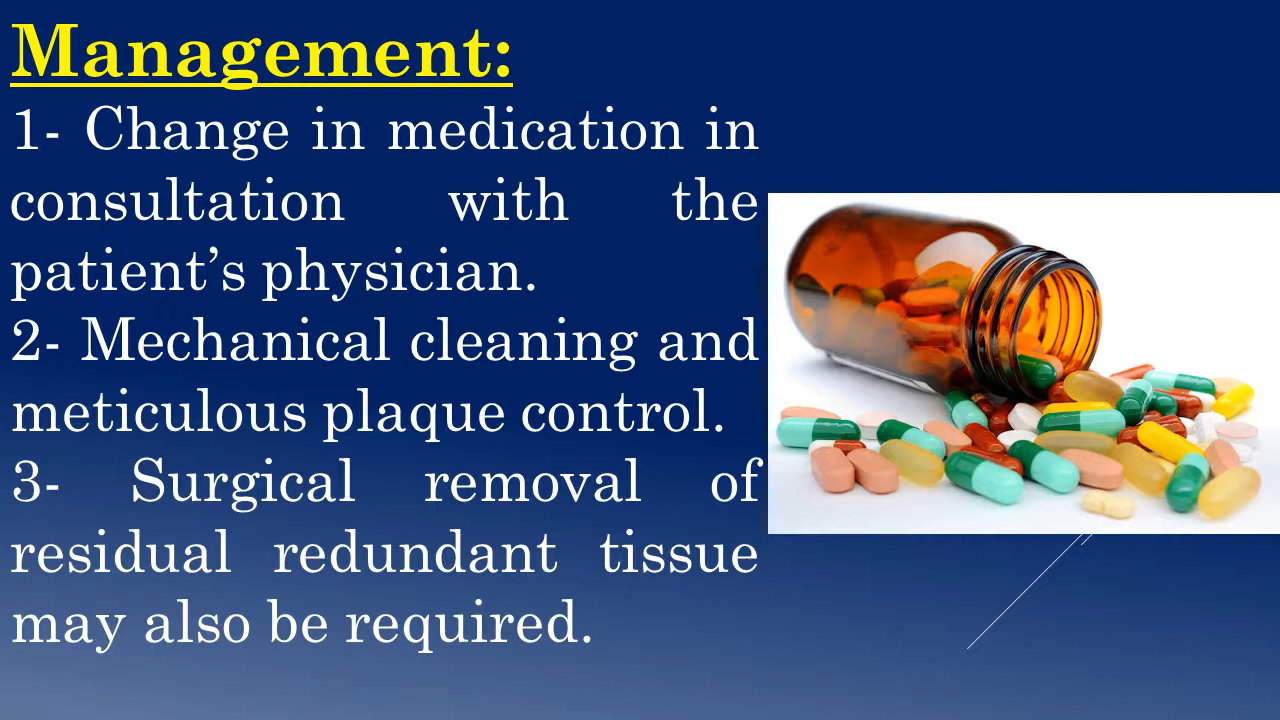 Management:
1- Change in medication in
consultation with the
patient’s physician.
2- Mechanical cleaning and
meticulous plaque control.
3- Surgical removal of
residual redundant tissue
may also be required.